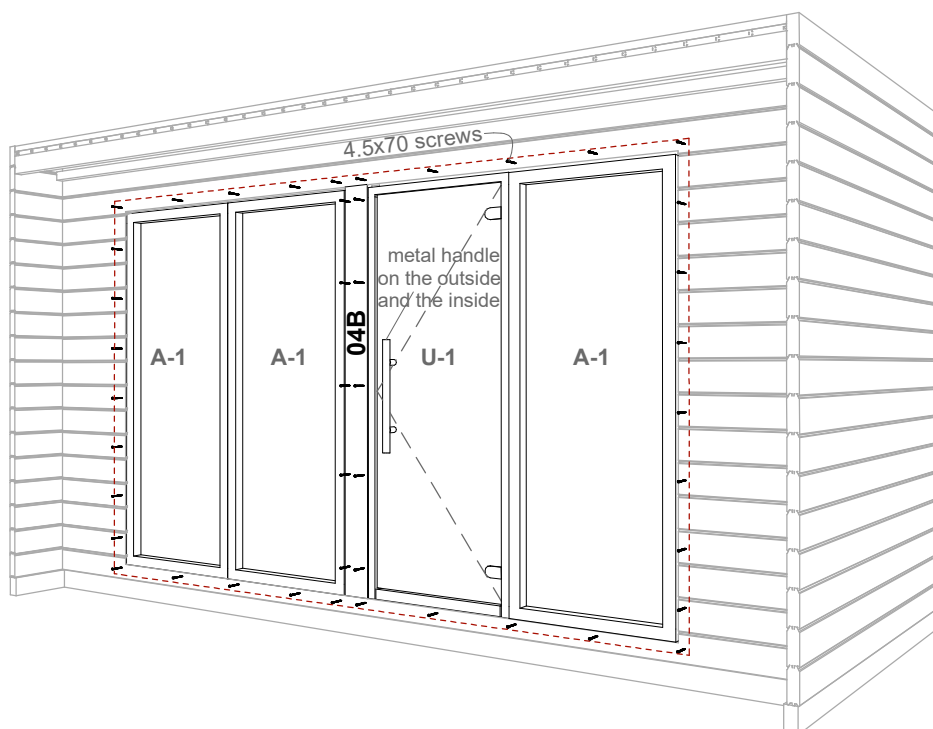 4.5x70 screws
metal handle
on the outside
and the inside
A-1
A-1
04B
U-1
A-1